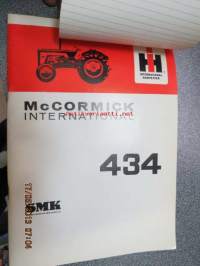 INTERNATIONAL
HARVESTER
McCORMICK
INTERNATIONAL
434
SMK